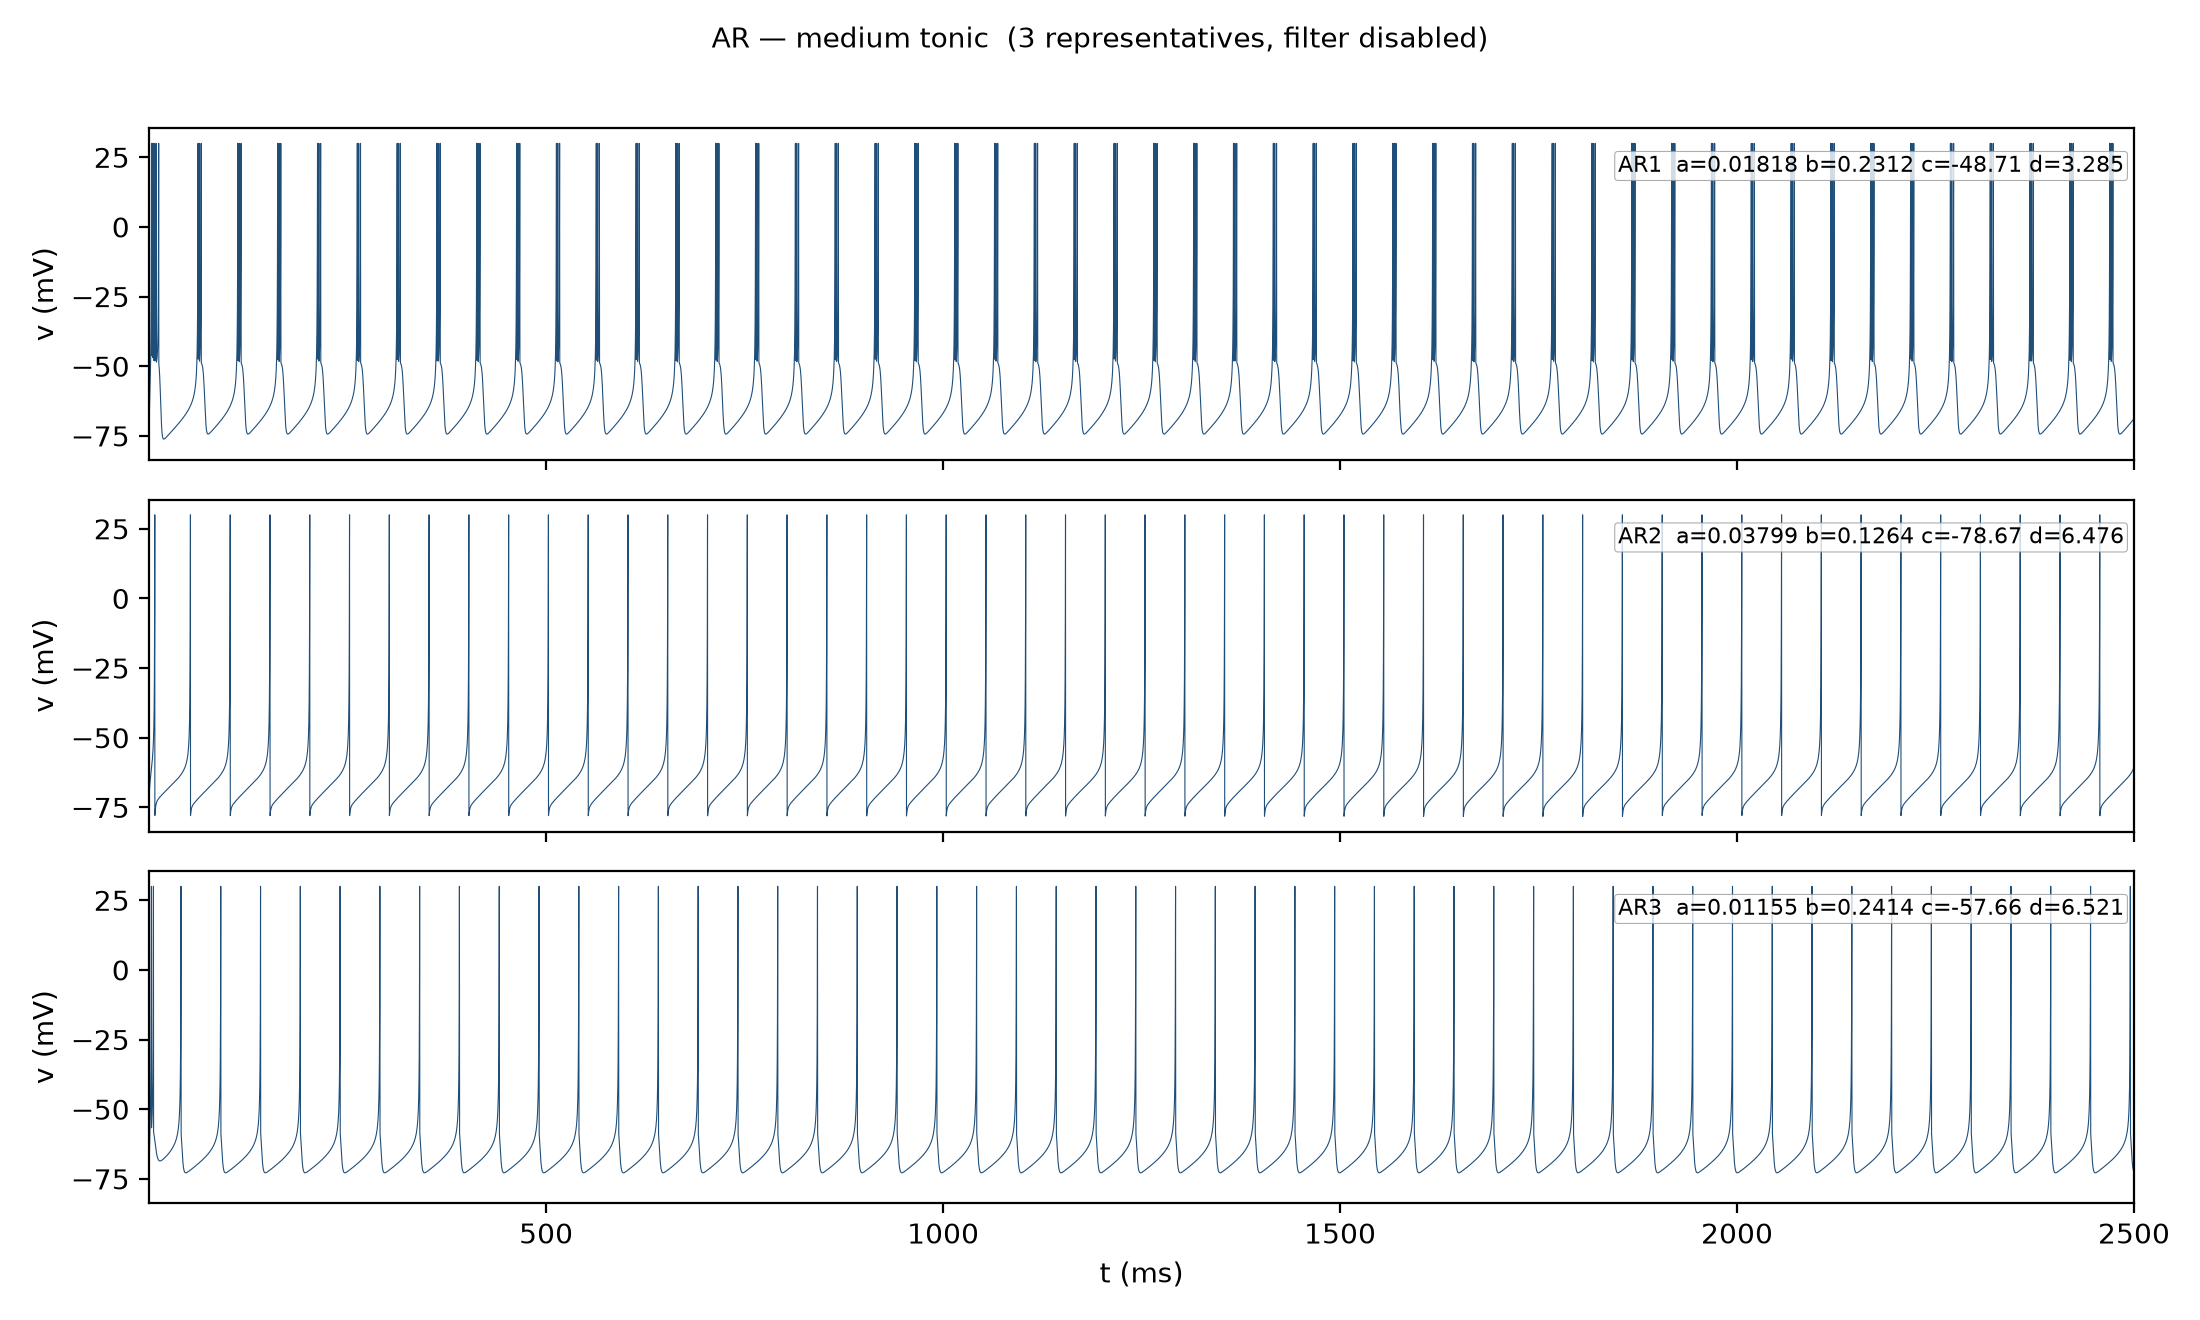 AR — medium tonic (3 representatives, filter disabled)
25
0
−25
−50
−75
v (mV)
AR1 a=0.01818 b=0.2312 c=-48.71 d=3.285
25
0
−25
−50
−75
v (mV)
AR2 a=0.03799 b=0.1264 c=-78.67 d=6.476
25
0
−25
−50
−75
v (mV)
AR3 a=0.01155 b=0.2414 c=-57.66 d=6.521
500 1000 1500 2000 2500
t (ms)